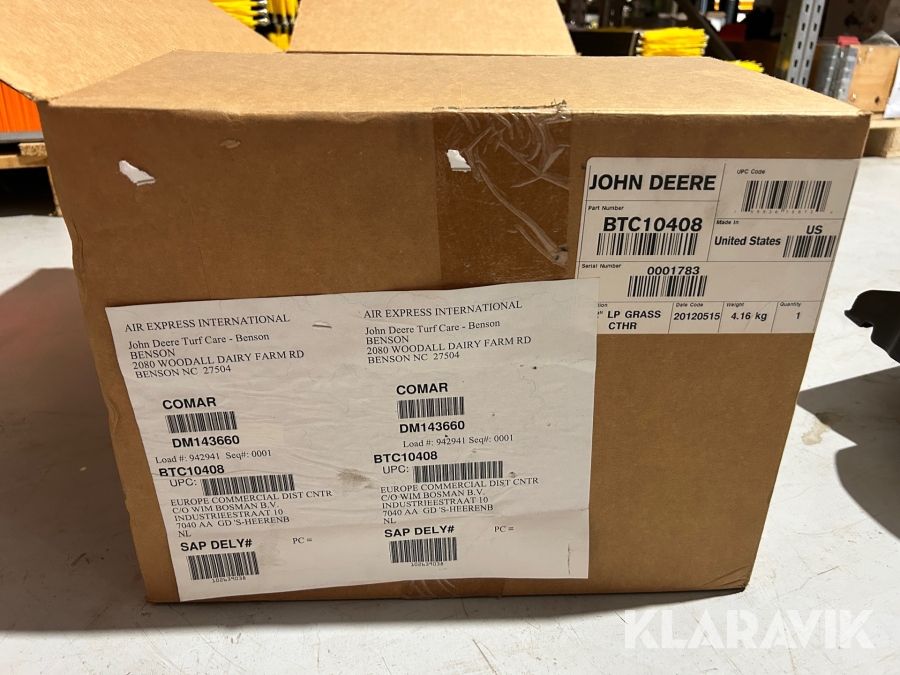 JOHN DEERE
UPC Code
Part Number
BTC10408
Made In
US
United States
Serial Number
0001783
" LP GRASS
CTHR
Date Code
20120515
Weight
4.16 kg
Quantity
1
AIR EXPRESS INTERNATIONAL
John Deere Turf Care - Benson
BENSON
2080 WOODALL DAIRY FARM RD
BENSON NC 27504
COMAR
DM143660
Load #: 942941 Seq#: 0001
BTC10408
UPC:
EUROPE COMMERCIAL DIST CNTR
C/O WIM BOSMAN B.V.
INDUSTRIEESTRAAT 10
7040 AA GD 'S-HEERENB
NL
SAP DELY#
PC =
102639038
AIR EXPRESS INTERNATIONAL
John Deere Turf Care - Benson
BENSON
2080 WOODALL DAIRY FARM RD
BENSON NC 27504
COMAR
DM143660
Load #: 942941 Seq#: 0001
BTC10408
UPC:
EUROPE COMMERCIAL DIST CNTR
C/O WIM BOSMAN B.V.
INDUSTRIEESTRAAT 10
7040 AA GD 'S-HEERENB
NL
SAP DELY#
PC =
102639038
KLARAVIK